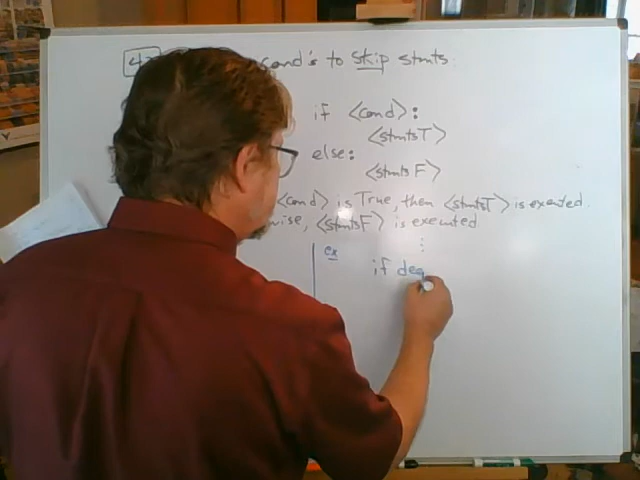 cond's to skip stmts.
if <cond>:
<stmtsT>
else:
<stmtsF>
<cond> is True, then <stmtsT> is executed.
<stmtsF> is executed
⋮
ex
if deg